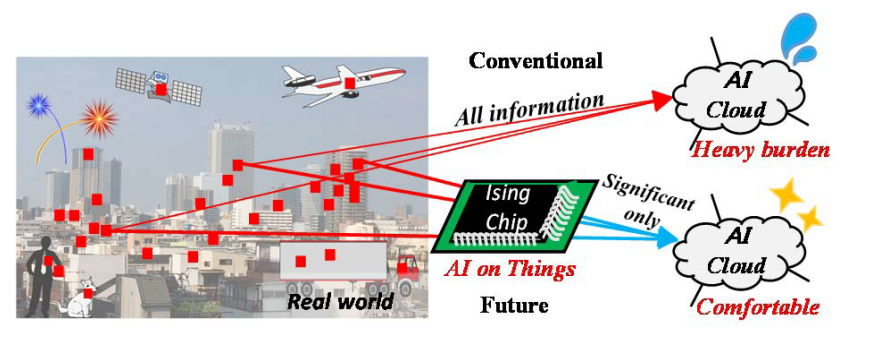 Conventional
All information
AI
Cloud
Heavy burden
Ising
Chip
Significant
only
AI on Things
AI
Cloud
Real world
Future
Comfortable